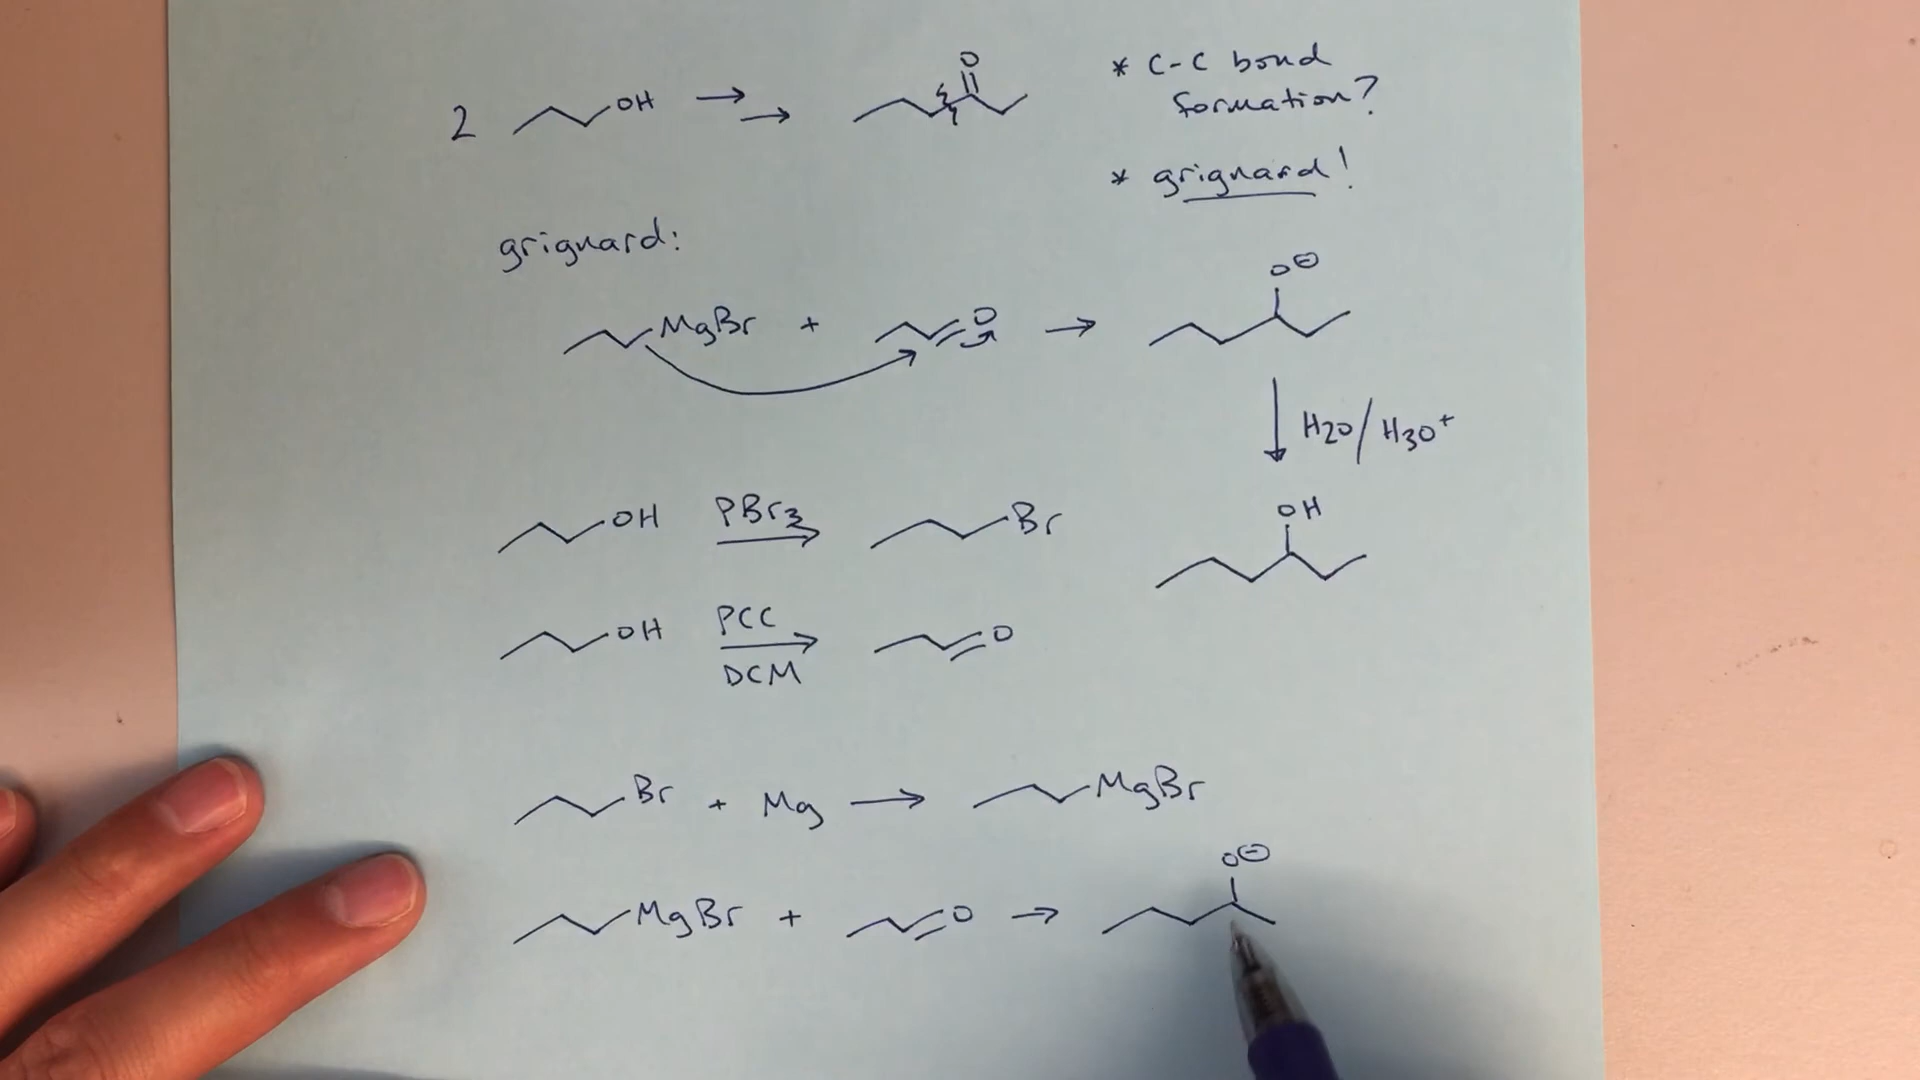 2 OH O
* C-C bond
formation?
* grignard!
grignard:
MgBr + O O⊖
H2O/H3O+
OH PBr3 Br
OH
OH PCC O
DCM
Br + Mg MgBr
MgBr + O O⊖